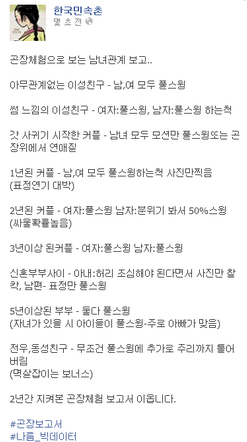 한국민속촌
몇 초 전
곤장체험으로 보는 남녀관계 보고..
아무관계없는 이성친구 - 남,여 모두 풀스윙
썸 느낌의 이성친구 - 여자:풀스윙, 남자:풀스윙 하는척
갓 사귀기 시작한 커플 - 남녀 모두 모션만 풀스윙또는 곤
장위에서 연애질
1년된 커플 - 남,여 모두 풀스윙하는척 사진만찍음
(표정연기 대박)
2년된 커플 - 여자:풀스윙 남자:분위기 봐서 50%스윙
(싸울확률높음)
3년이상 된커플 - 여자:풀스윙 남자:풀스윙
신혼부부사이 - 아내:허리 조심해야 된다면서 사진만 찰
칵, 남편- 표정만 풀스윙
5년이상된 부부 - 둘다 풀스윙
(자녀가 있을 시 아이들이 풀스윙-주로 아빠가 맞음)
전우,동성친구 - 무조건 풀스윙에 추가로 주리까지 틀어
버림
(멱살잡이는 보너스)
2년간 지켜본 곤장체험 보고서 이옵니다.
#곤장보고서
#나름_빅데이터